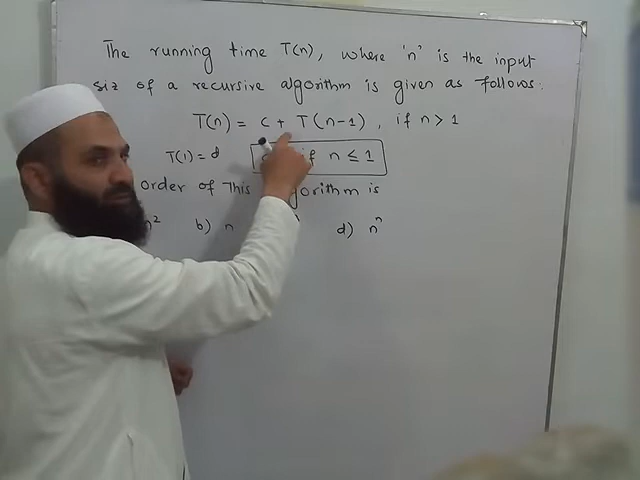 The running time T(n), where 'n' is the input
siz of a recursive algorithm is given as follows:
T(n) = c + T(n-1), if n > 1
T(1) = d if n ≤ 1
order of This is
n² b) n d) nⁿ